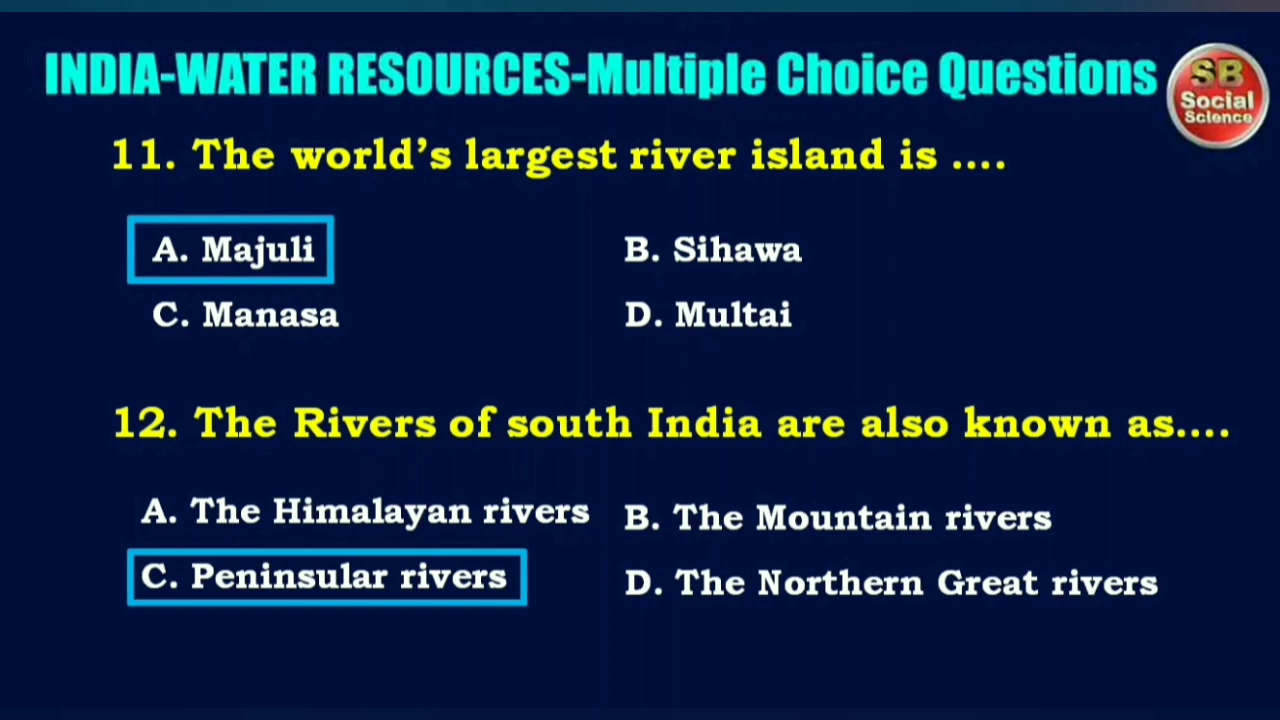 INDIA-WATER RESOURCES-Multiple Choice Questions
SB
Social
Science
11. The world’s largest river island is ....
A. Majuli
B. Sihawa
C. Manasa
D. Multai
12. The Rivers of south India are also known as....
A. The Himalayan rivers
B. The Mountain rivers
C. Peninsular rivers
D. The Northern Great rivers